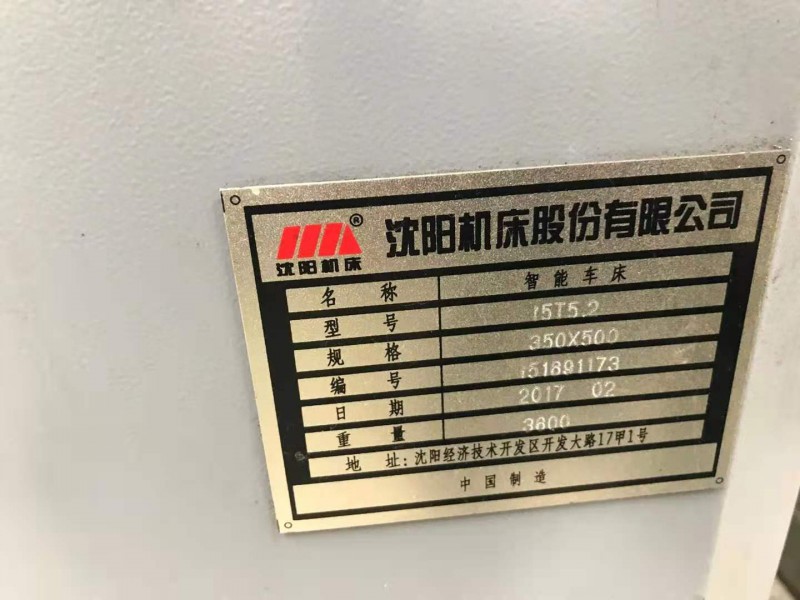 ® 沈阳机床股份有限公司
沈阳机床
名 称 智能车床
型 号 i5T5.2
规 格 350X500
编 号 151891173
日 期 2017 02
重 量 3600
地 址:沈阳经济技术开发区开发大路17甲1号
中国制造